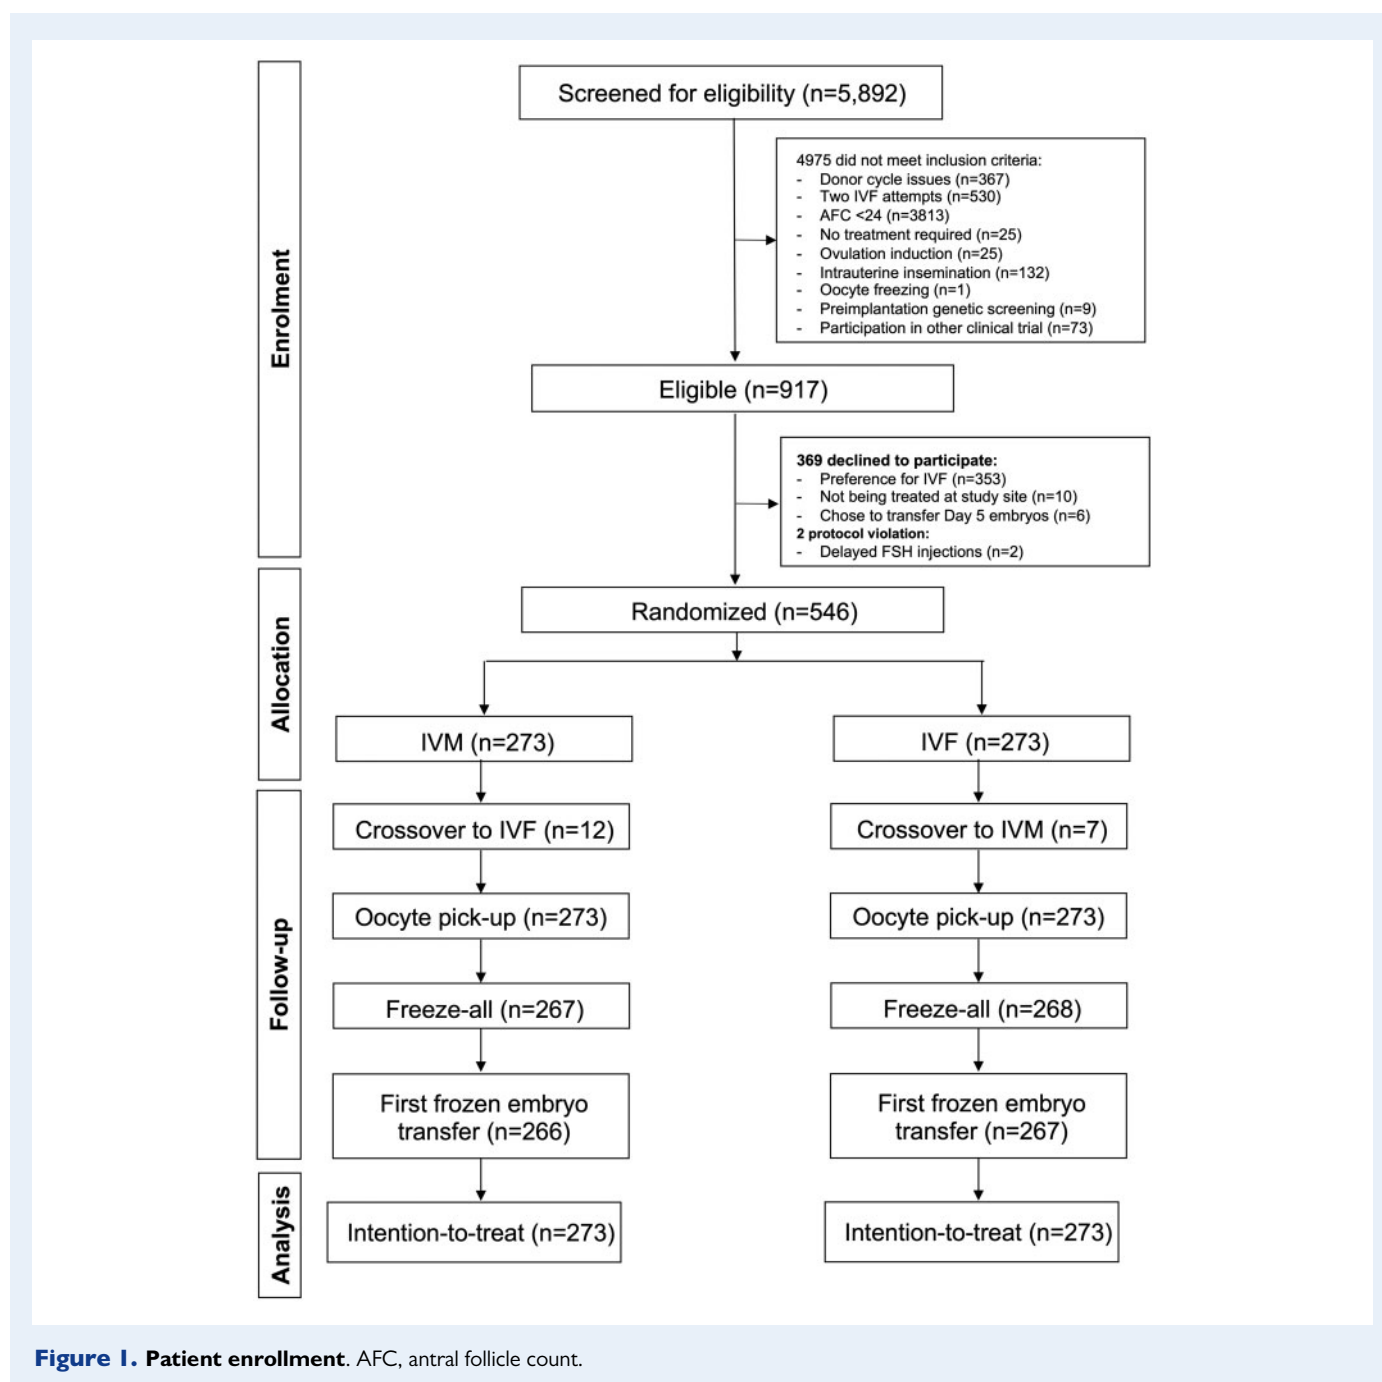 Enrolment
Screened for eligibility (n=5,892)
4975 did not meet inclusion criteria:
- Donor cycle issues (n=367)
- Two IVF attempts (n=530)
- AFC <24 (n=3813)
- No treatment required (n=25)
- Ovulation induction (n=25)
- Intrauterine insemination (n=132)
- Oocyte freezing (n=1)
- Preimplantation genetic screening (n=9)
- Participation in other clinical trial (n=73)
Eligible (n=917)
369 declined to participate:
- Preference for IVF (n=353)
- Not being treated at study site (n=10)
- Chose to transfer Day 5 embryos (n=6)
2 protocol violation:
- Delayed FSH injections (n=2)
Allocation
Randomized (n=546)
IVM (n=273)
IVF (n=273)
Follow-up
Crossover to IVF (n=12)
Crossover to IVM (n=7)
Oocyte pick-up (n=273)
Oocyte pick-up (n=273)
Freeze-all (n=267)
Freeze-all (n=268)
First frozen embryo
transfer (n=266)
First frozen embryo
transfer (n=267)
Analysis
Intention-to-treat (n=273)
Intention-to-treat (n=273)
Figure 1. Patient enrollment. AFC, antral follicle count.